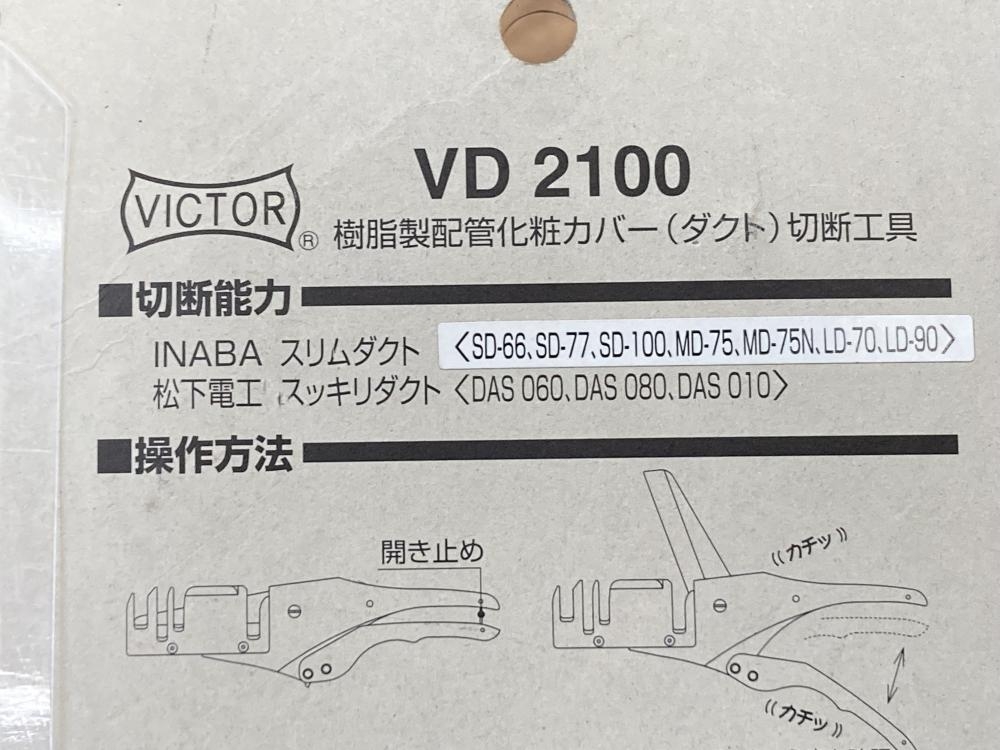 VD 2100
VICTOR
® 樹脂製配管化粧カバー(ダクト)切断工具
■切断能力
INABA スリムダクト 〈SD-66、SD-77、SD-100、MD-75、MD-75N、LD-70、LD-90〉
松下電工 スッキリダクト〈DAS 060、DAS 080、DAS 010〉
■操作方法
開き止め
((カチッ))
((カチッ))